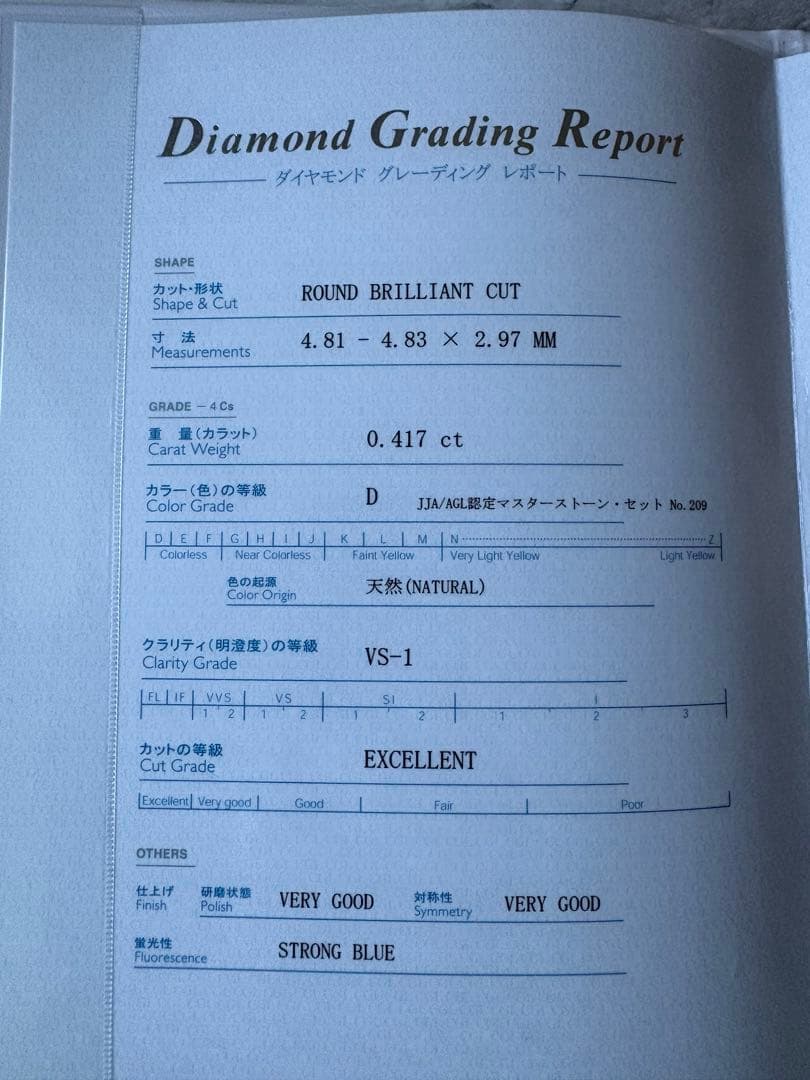 Diamond Grading Report
ダイヤモンド グレーディング レポート
SHAPE
カット・形状
Shape & Cut
ROUND BRILLIANT CUT
寸 法
Measurements
4.81 - 4.83 × 2.97 MM
GRADE - 4 Cs
重 量(カラット)
Carat Weight
0.417 ct
カラー(色)の等級
Color Grade
D
JJA/AGL認定マスターストーン・セット No.209
D E F G H I J K L M N Z
Colorless Near Colorless Faint Yellow Very Light Yellow Light Yellow
色の起源
Color Origin
天然(NATURAL)
クラリティ(明澄度)の等級
Clarity Grade
VS-1
FL IF VVS VS SI I
1 2 1 2 1 2 1 2 3
カットの等級
Cut Grade
EXCELLENT
Excellent Very good Good Fair Poor
OTHERS
仕上げ
Finish
研磨状態
Polish
VERY GOOD
対称性
Symmetry
VERY GOOD
蛍光性
Fluorescence
STRONG BLUE